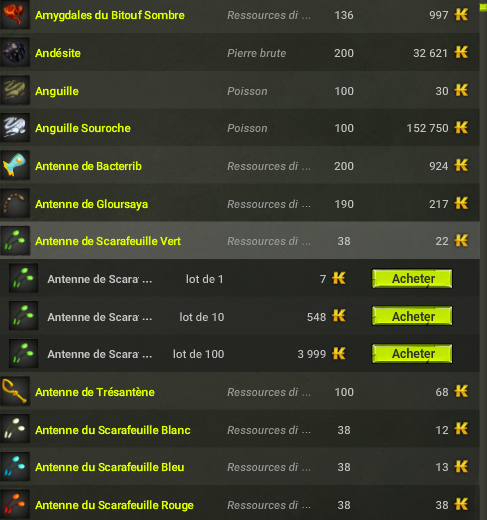 Amygdales du Bitouf Sombre Ressources di ... 136 997
Andésite Pierre brute 200 32 621
Anguille Poisson 100 30
Anguille Souroche Poisson 100 152 750
Antenne de Bacterrib Ressources di ... 200 924
Antenne de Gloursaya Ressources di ... 190 217
Antenne de Scarafeuille Vert Ressources di ... 38 22
Antenne de Scara ... lot de 1 7 Acheter
Antenne de Scara ... lot de 10 548 Acheter
Antenne de Scara ... lot de 100 3 999 Acheter
Antenne de Trésantène Ressources di ... 100 68
Antenne du Scarafeuille Blanc Ressources di ... 38 12
Antenne du Scarafeuille Bleu Ressources di ... 38 13
Antenne du Scarafeuille Rouge Ressources di ... 38 38